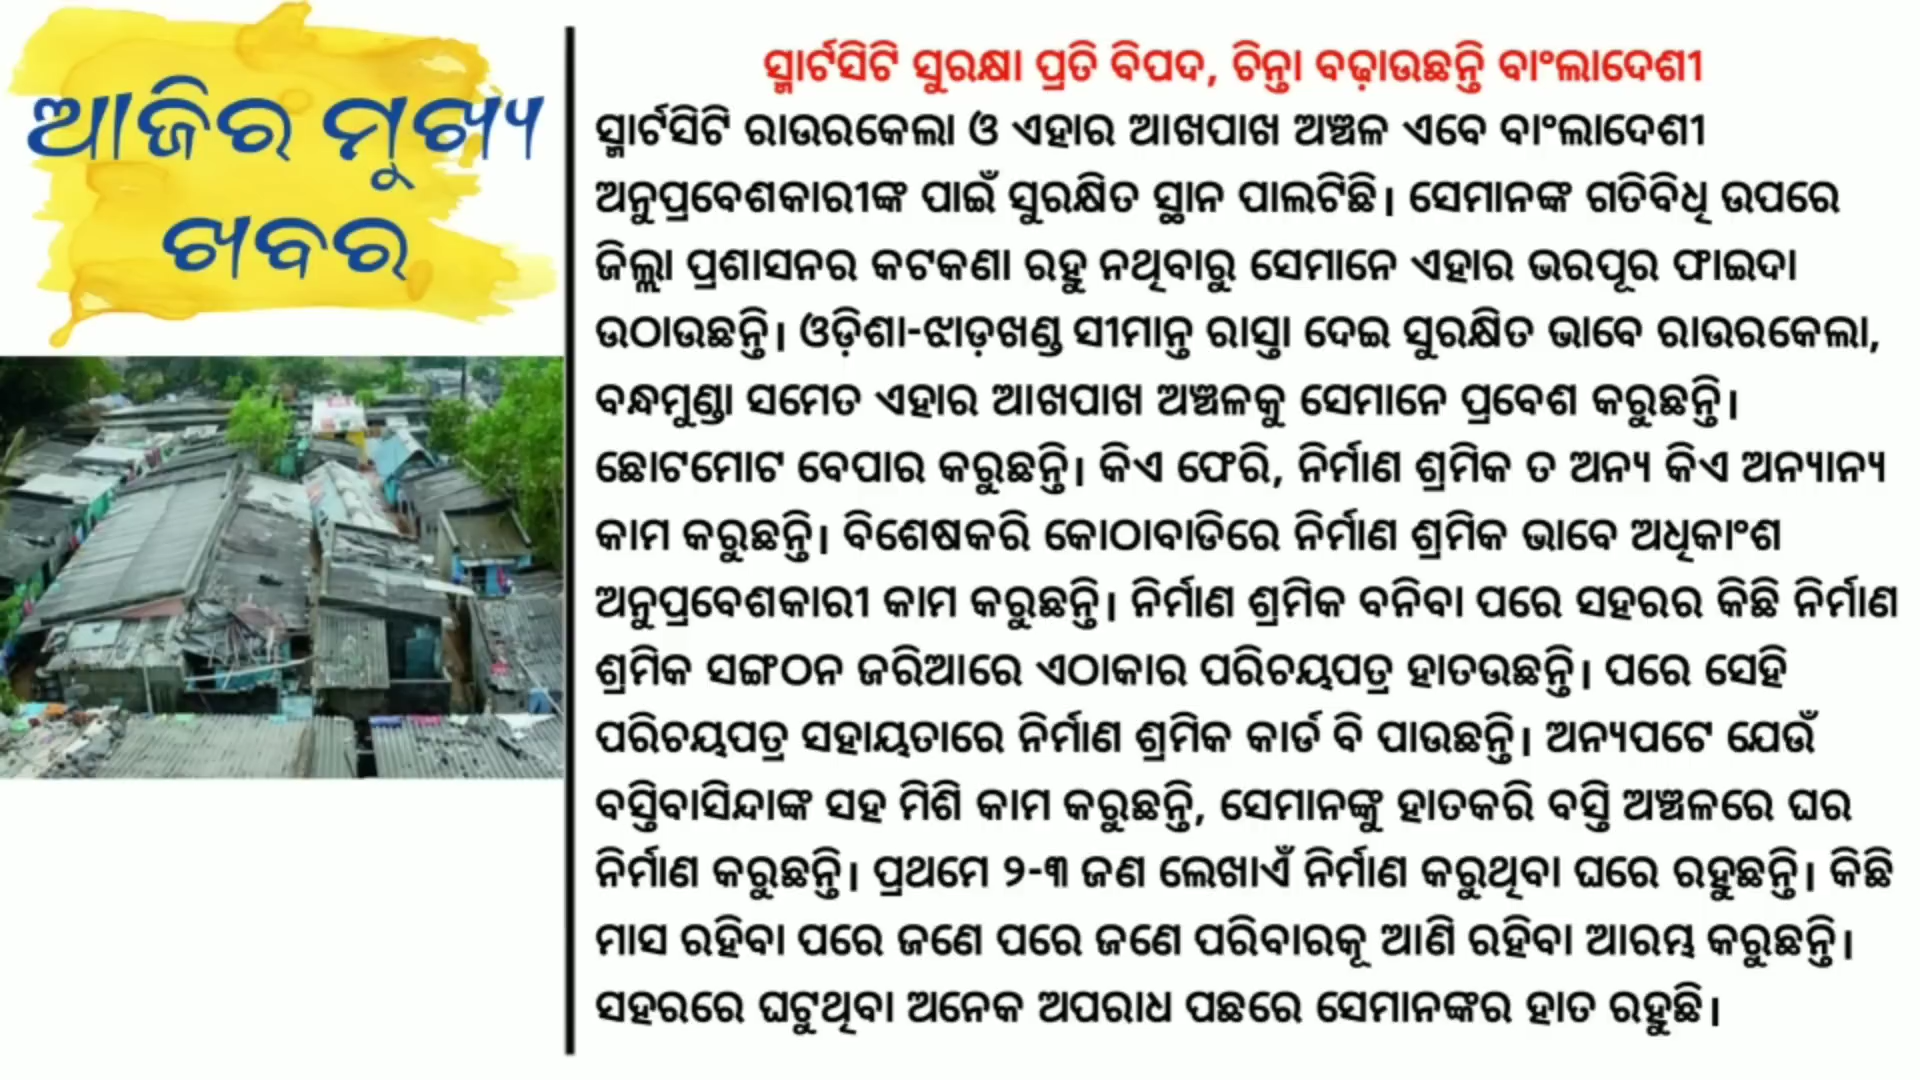 ଆଜିର ମୁଖ୍ୟ
ଖବର
ସ୍ମାର୍ଟସିଟି ସୁରକ୍ଷା ପ୍ରତି ବିପଦ, ଚିନ୍ତା ବଢ଼ାଉଛନ୍ତି ବାଂଲାଦେଶୀ
ସ୍ମାର୍ଟସିଟି ରାଉରକେଲା ଓ ଏହାର ଆଖପାଖ ଅଞ୍ଚଳ ଏବେ ବାଂଲାଦେଶୀ
ଅନୁପ୍ରବେଶକାରୀଙ୍କ ପାଇଁ ସୁରକ୍ଷିତ ସ୍ଥାନ ପାଲଟିଛି। ସେମାନଙ୍କ ଗତିବିଧି ଉପରେ
ଜିଲ୍ଲା ପ୍ରଶାସନର କଟକଣା ରହୁ ନଥିବାରୁ ସେମାନେ ଏହାର ଭରପୂର ଫାଇଦା
ଉଠାଉଛନ୍ତି। ଓଡ଼ିଶା-ଝାଡ଼ଖଣ୍ଡ ସୀମାନ୍ତ ରାସ୍ତା ଦେଇ ସୁରକ୍ଷିତ ଭାବେ ରାଉରକେଲା,
ବନ୍ଧମୁଣ୍ଡା ସମେତ ଏହାର ଆଖପାଖ ଅଞ୍ଚଳକୁ ସେମାନେ ପ୍ରବେଶ କରୁଛନ୍ତି।
ଛୋଟମୋଟ ବେପାର କରୁଛନ୍ତି। କିଏ ଫେରି, ନିର୍ମାଣ ଶ୍ରମିକ ତ ଅନ୍ୟ କିଏ ଅନ୍ୟାନ୍ୟ
କାମ କରୁଛନ୍ତି। ବିଶେଷକରି କୋଠାବାଡିରେ ନିର୍ମାଣ ଶ୍ରମିକ ଭାବେ ଅଧିକାଂଶ
ଅନୁପ୍ରବେଶକାରୀ କାମ କରୁଛନ୍ତି। ନିର୍ମାଣ ଶ୍ରମିକ ବନିବା ପରେ ସହରର କିଛି ନିର୍ମାଣ
ଶ୍ରମିକ ସଙ୍ଗଠନ ଜରିଆରେ ଏଠାକାର ପରିଚୟପତ୍ର ହାତଉଛନ୍ତି। ପରେ ସେହି
ପରିଚୟପତ୍ର ସହାୟତାରେ ନିର୍ମାଣ ଶ୍ରମିକ କାର୍ଡ ବି ପାଉଛନ୍ତି। ଅନ୍ୟପଟେ ଯେଉଁ
ବସ୍ତିବାସିନ୍ଦାଙ୍କ ସହ ମିଶି କାମ କରୁଛନ୍ତି, ସେମାନଙ୍କୁ ହାତକରି ବସ୍ତି ଅଞ୍ଚଳରେ ଘର
ନିର୍ମାଣ କରୁଛନ୍ତି। ପ୍ରଥମେ ୨-୩ ଜଣ ଲେଖାଏଁ ନିର୍ମାଣ କରୁଥିବା ଘରେ ରହୁଛନ୍ତି। କିଛି
ମାସ ରହିବା ପରେ ଜଣେ ପରେ ଜଣେ ପରିବାରକୂ ଆଣି ରହିବା ଆରମ୍ଭ କରୁଛନ୍ତି।
ସହରରେ ଘଟୁଥିବା ଅନେକ ଅପରାଧ ପଛରେ ସେମାନଙ୍କର ହାତ ରହୁଛି।